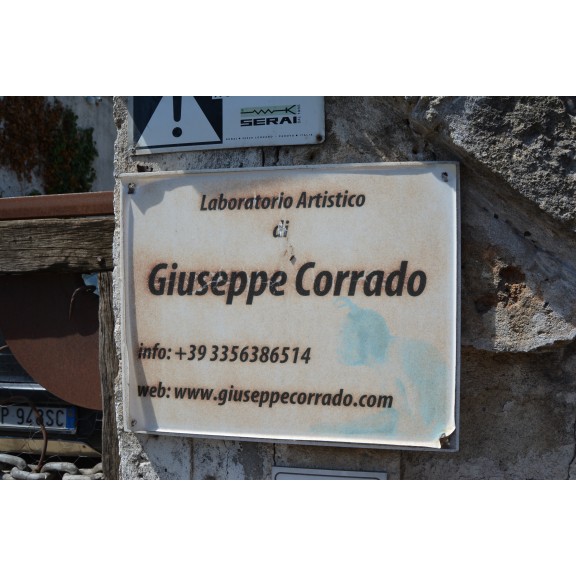 SERAI
Laboratorio Artistico
di
Giuseppe Corrado
info: +39 3356386514
web: www.giuseppecorrado.com